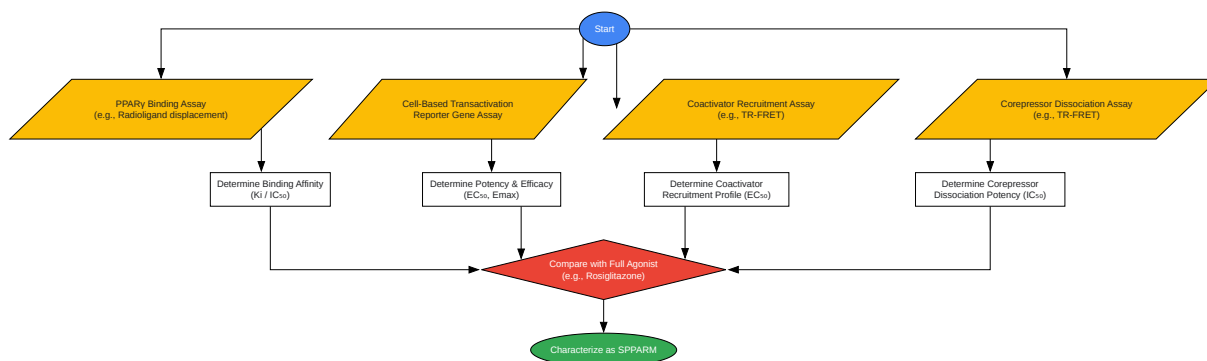 Start
PPARγ Binding Assay
(e.g., Radioligand displacement)
Cell-Based Transactivation
Reporter Gene Assay
Coactivator Recruitment Assay
(e.g., TR-FRET)
Corepressor Dissociation Assay
(e.g., TR-FRET)
Determine Binding Affinity
(Ki / IC₅₀)
Determine Potency & Efficacy
(EC₅₀, Emax)
Determine Coactivator
Recruitment Profile (EC₅₀)
Determine Corepressor
Dissociation Potency (IC₅₀)
Compare with Full Agonist
(e.g., Rosiglitazone)
Characterize as SPPARM